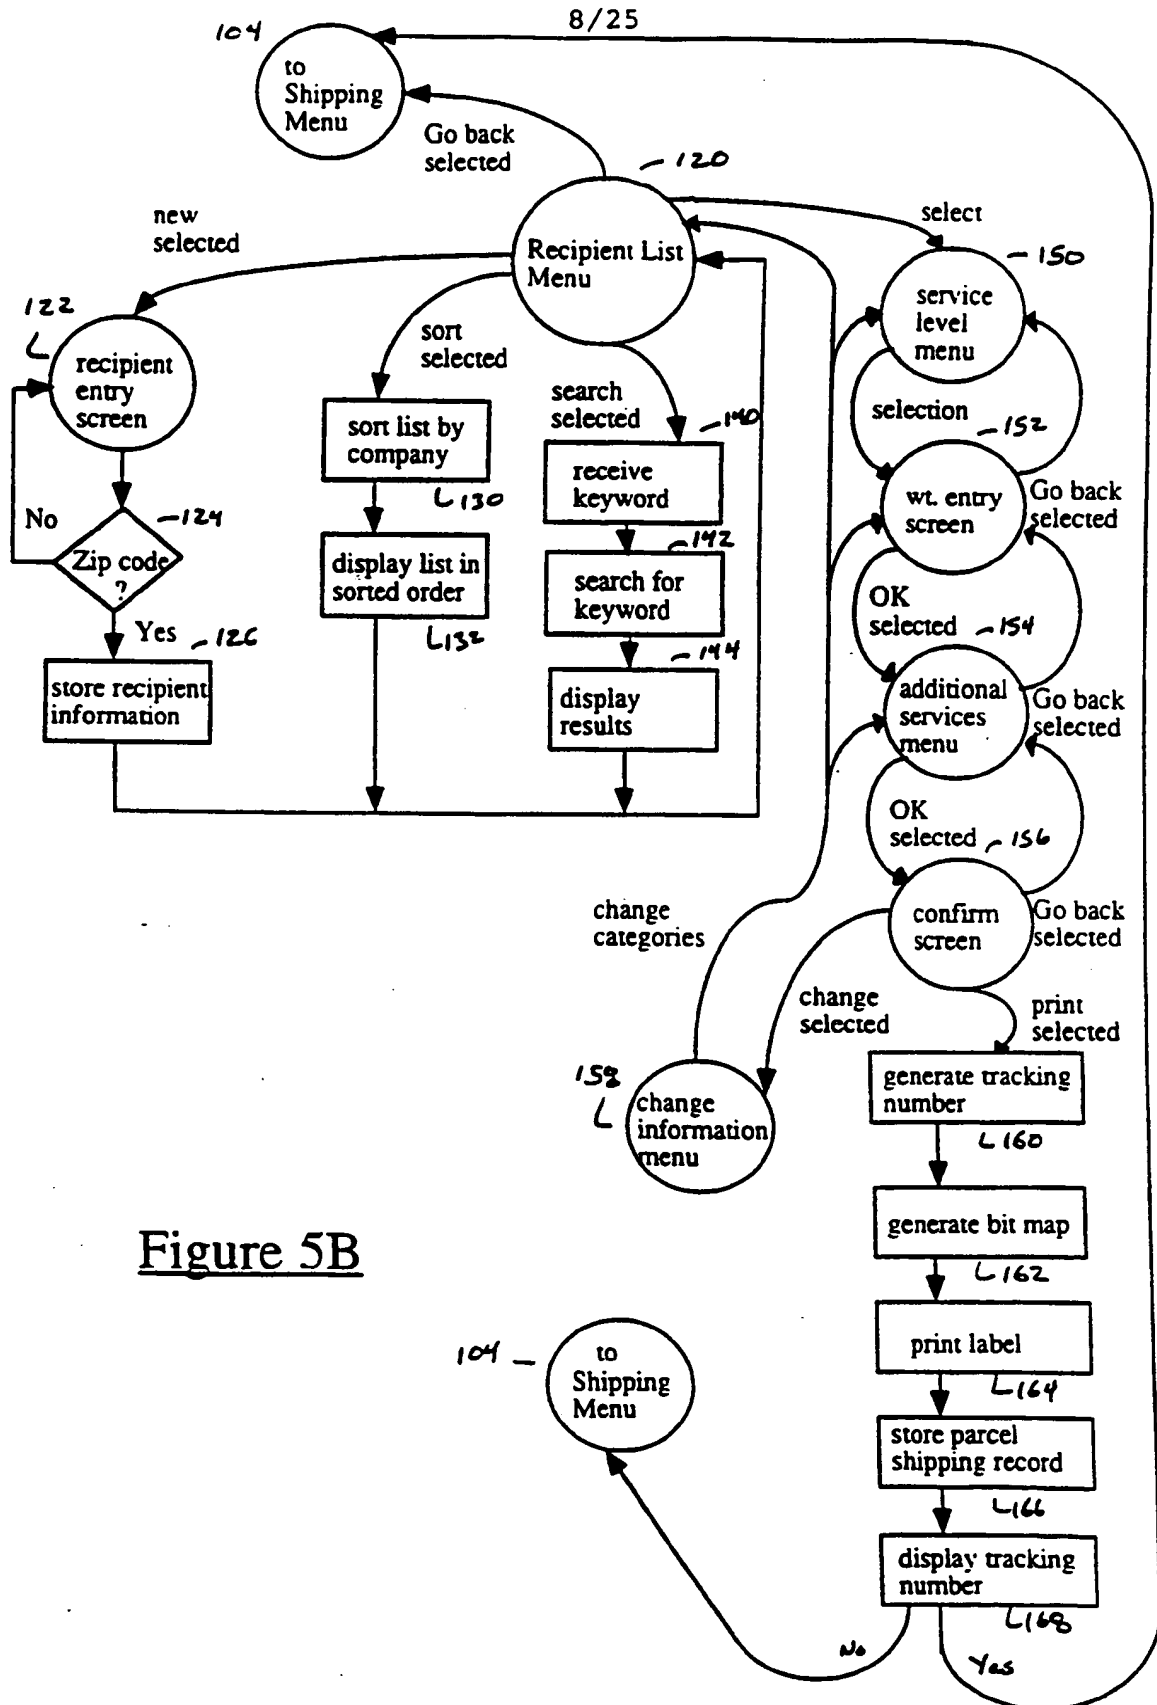 8/25
104
to
Shipping
Menu
Go back
selected
120
new
selected
Recipient List
Menu
select
150
service
level
menu
122
recipient
entry
screen
sort
selected
search
selected
140
selection
152
sort list by
company
130
receive
keyword
wt. entry
screen
Go back
selected
No
124
Zip code
?
142
display list in
sorted order
132
search for
keyword
OK
selected
154
Yes
126
144
store recipient
information
display
results
additional
services
menu
Go back
selected
OK
selected
156
change
categories
confirm
screen
Go back
selected
change
selected
print
selected
158
change
information
menu
generate tracking
number
160
generate bit map
162
Figure 5B
print label
164
104
to
Shipping
Menu
store parcel
shipping record
166
display tracking
number
168
No
Yes